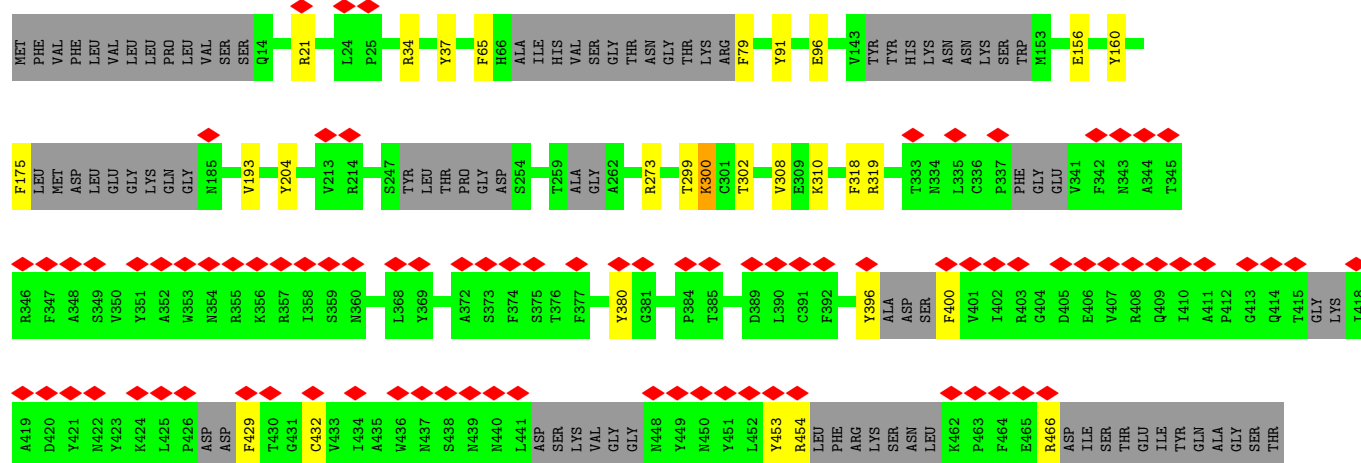 MET PHE VAL PHE LEU VAL LEU LEU PRO LEU VAL SER SER Q14 R21 L24 P25 R34 Y37 F65 H66 ALA ILE HIS VAL SER GLY THR ASN GLY THR LYS ARG F79 Y91 E96 V143 TYR TYR HIS LYS ASN ASN LYS SER TRP M153 E156 Y160
F175 LEU MET ASP LEU GLU GLY LYS GLN GLY N185 V193 Y204 V213 R214 S247 TYR LEU THR PRO GLY ASP S254 T259 ALA GLY A262 R273 T299 K300 C301 T302 V308 E309 K310 F318 R319 T333 N334 L335 C336 P337 PHE GLY GLU V341 F342 N343 A344 T345
R346 F347 A348 S349 V350 Y351 A352 W353 N354 R355 K356 R357 I358 S359 N360 L368 Y369 A372 S373 F374 S375 T376 F377 Y380 G381 P384 T385 D389 L390 C391 F392 Y396 ALA ASP SER F400 V401 I402 R403 G404 D405 E406 V407 R408 Q409 I410 A411 P412 G413 Q414 T415 GLY LYS I418
A419 D420 Y421 N422 Y423 K424 L425 P426 ASP ASP F429 T430 G431 C432 V433 I434 A435 W436 N437 S438 N439 N440 L441 ASP SER LYS VAL GLY GLY N448 Y449 N450 Y451 L452 Y453 R454 LEU PHE ARG LYS SER ASN LEU K462 P463 F464 E465 R466 ASP ILE SER THR GLU ILE TYR GLN ALA GLY SER THR